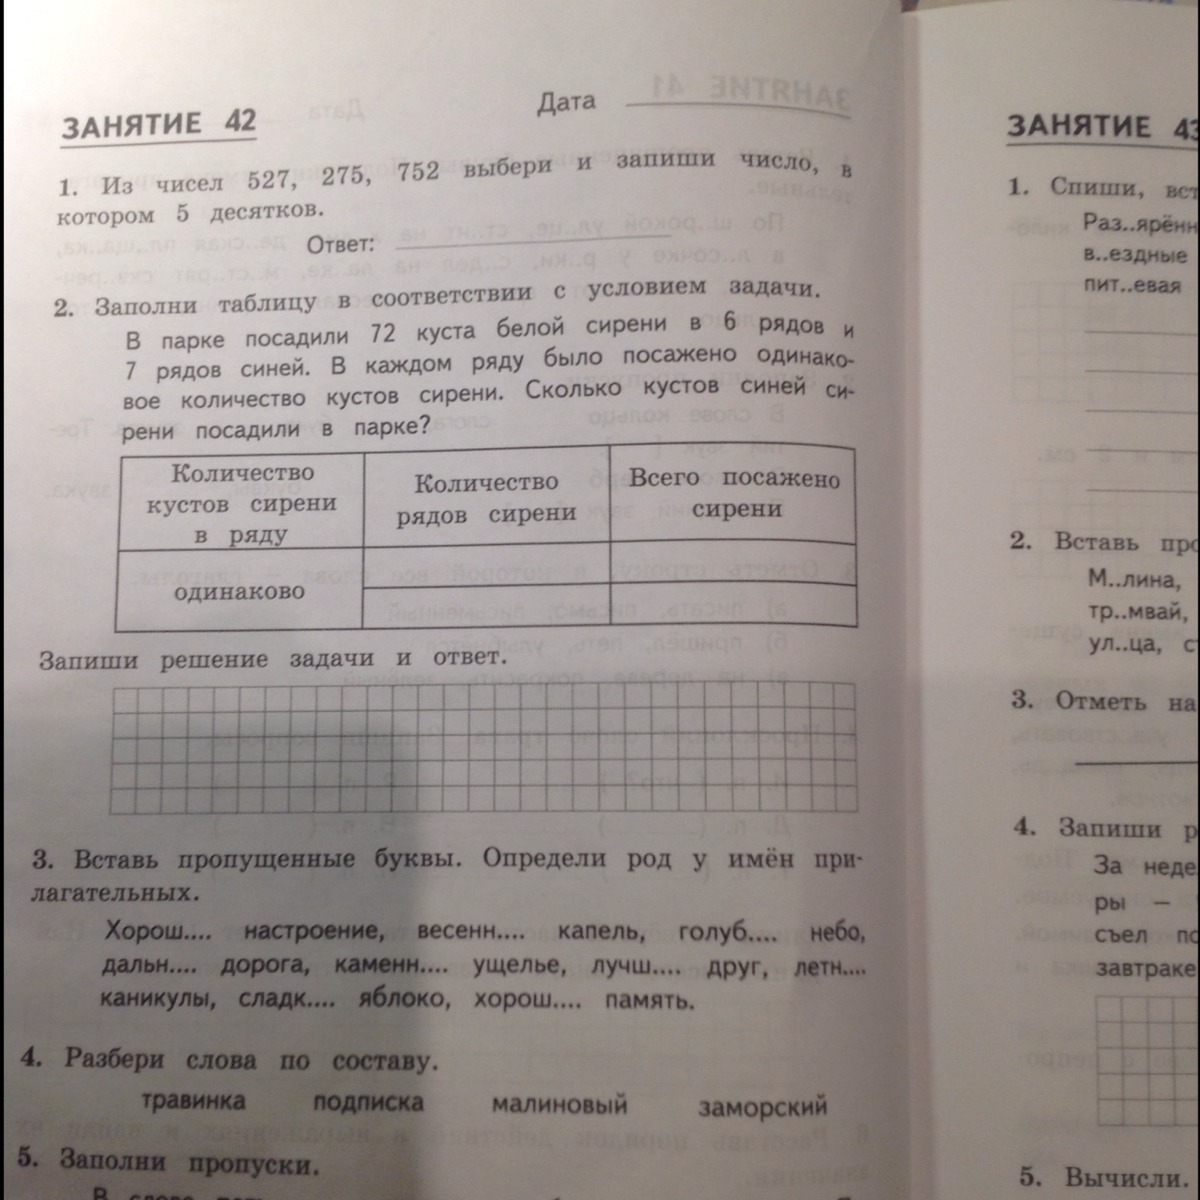 ЗАНЯТИЕ 42
Дата
1. Из чисел 527, 275, 752 выбери и запиши число, в
котором 5 десятков.
Ответ:
2. Заполни таблицу в соответствии с условием задачи.
В парке посадили 72 куста белой сирени в 6 рядов и
7 рядов синей. В каждом ряду было посажено одинако-
вое количество кустов сирени. Сколько кустов синей си-
рени посадили в парке?
Количество
кустов сирени
в ряду
Количество
рядов сирени
Всего посажено
сирени
одинаково
Запиши решение задачи и ответ.
3. Вставь пропущенные буквы. Определи род у имён при-
лагательных.
Хорош.... настроение, весенн.... капель, голуб.... небо,
дальн.... дорога, каменн.... ущелье, лучш.... друг, летн....
каникулы, сладк.... яблоко, хорош.... память.
4. Разбери слова по составу.
травинка подписка малиновый заморский
5. Заполни пропуски.
В слове
ЗАНЯТИЕ 43
1. Спиши, вст
Раз..ярённ
в..ездные
пит..евая
2. Вставь про
М..лина,
тр..мвай,
ул..ца, с
3. Отметь на
4. Запиши р
За неде
ры –
съел по
завтраке
5. Вычисли.